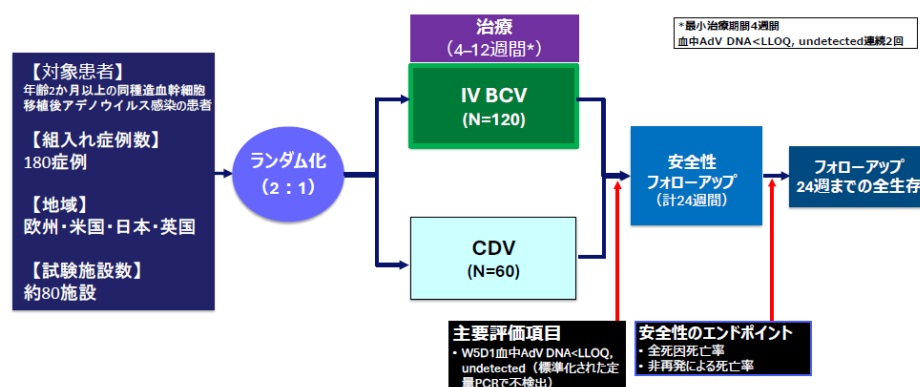 *最小治療期間4週間
血中AdV DNA<LLOQ, undetected連続2回
治療
(4–12週間*)
【対象患者】
年齢2か月以上の同種造血幹細胞
移植後アデノウイルス感染の患者
【組入れ症例数】
180症例
【地域】
欧州・米国・日本・英国
【試験施設数】
約80施設
ランダム化
(2:1)
IV BCV
(N=120)
CDV
(N=60)
安全性
フォローアップ
(計24週間)
フォローアップ
24週までの全生存
主要評価項目
・ W5D1血中AdV DNA<LLOQ,
undetected(標準化された定
量PCRで不検出)
安全性のエンドポイント
・ 全死因死亡率
・ 非再発による死亡率